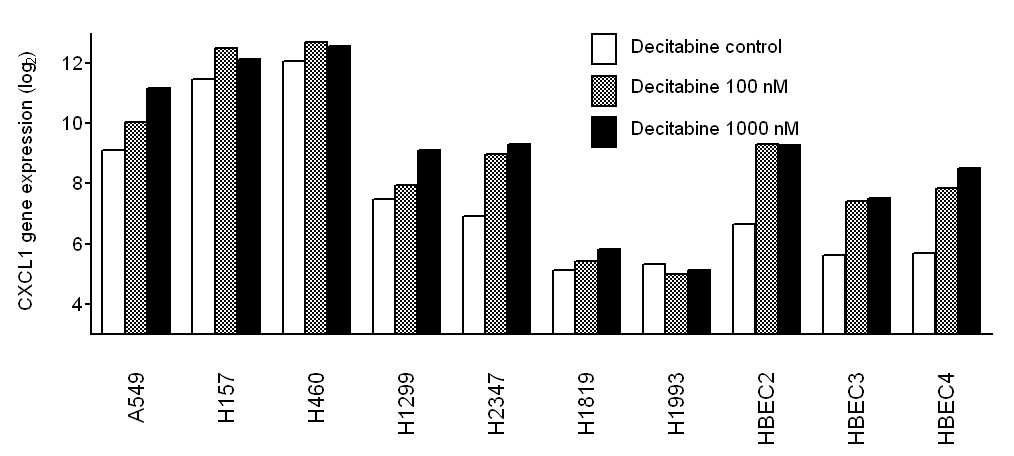 CXCL1 gene expression (log2)
12
10
8
6
4
Decitabine control
Decitabine 100 nM
Decitabine 1000 nM
A549
H157
H460
H1299
H2347
H1819
H1993
HBEC2
HBEC3
HBEC4